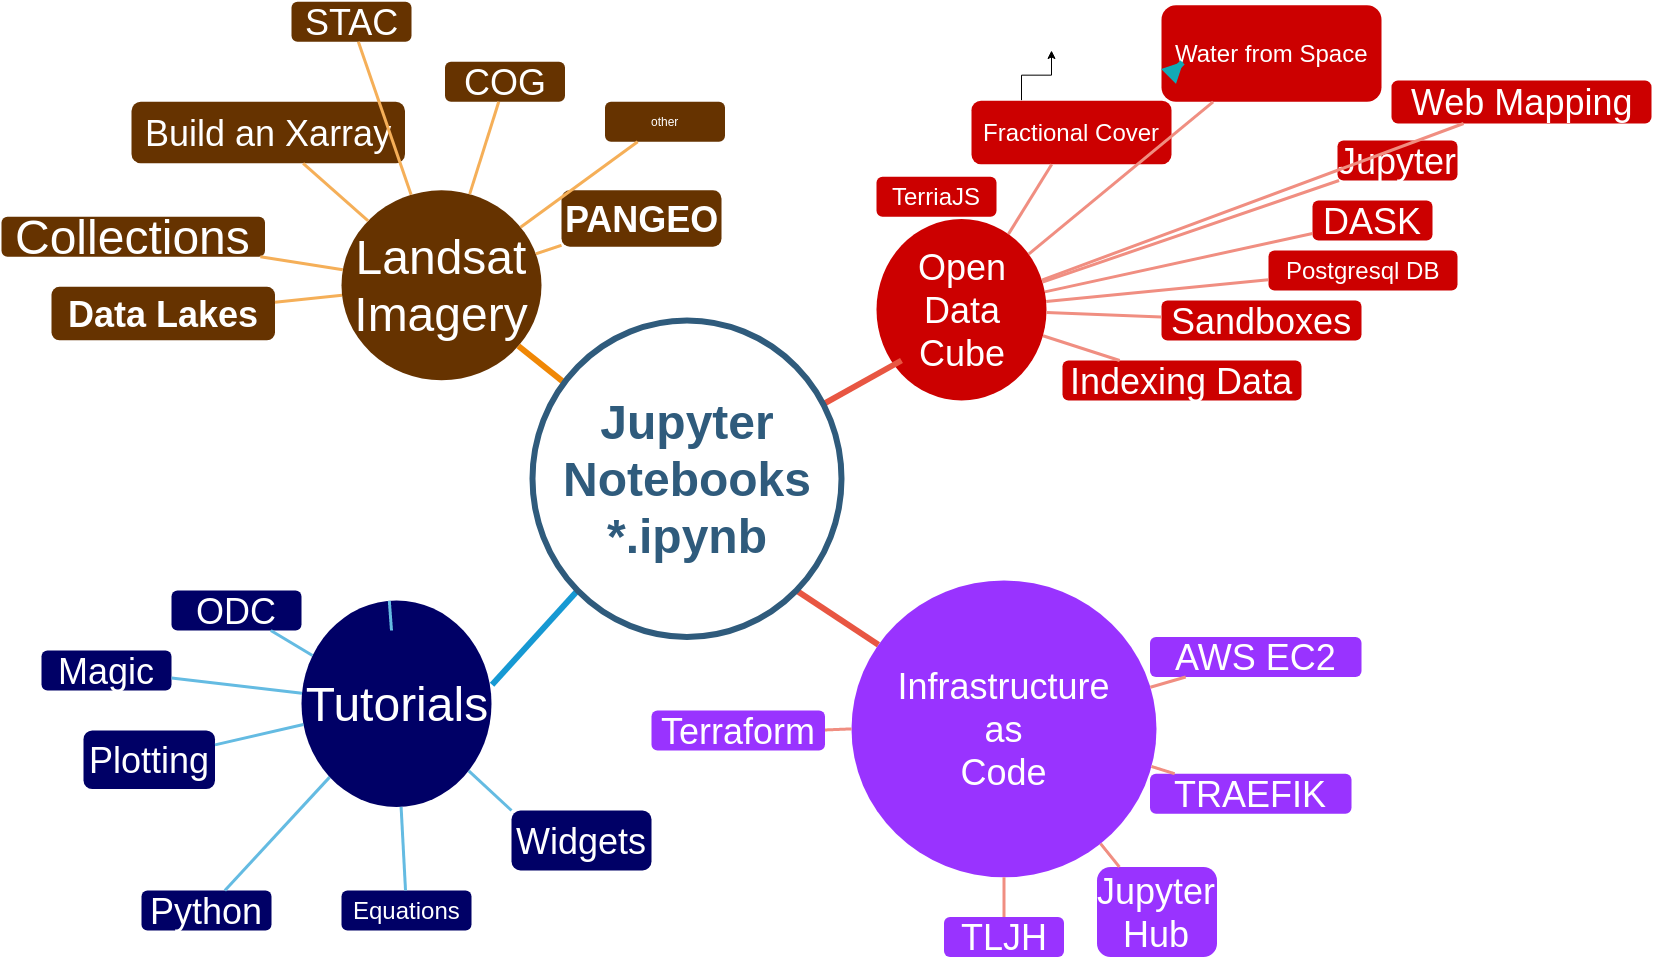 STAC
COG
Build an Xarray
other
PANGEO
Collections
Data Lakes
Landsat
Imagery
Water from Space
Web Mapping
Fractional Cover
Jupyter
TerriaJS
DASK
Postgresql DB
Sandboxes
Indexing Data
Open
Data
Cube
Jupyter
Notebooks
*.ipynb
ODC
Magic
Tutorials
Plotting
Widgets
Python
Equations
Infrastructure
as
Code
AWS EC2
Terraform
TRAEFIK
Jupyter
Hub
TLJH